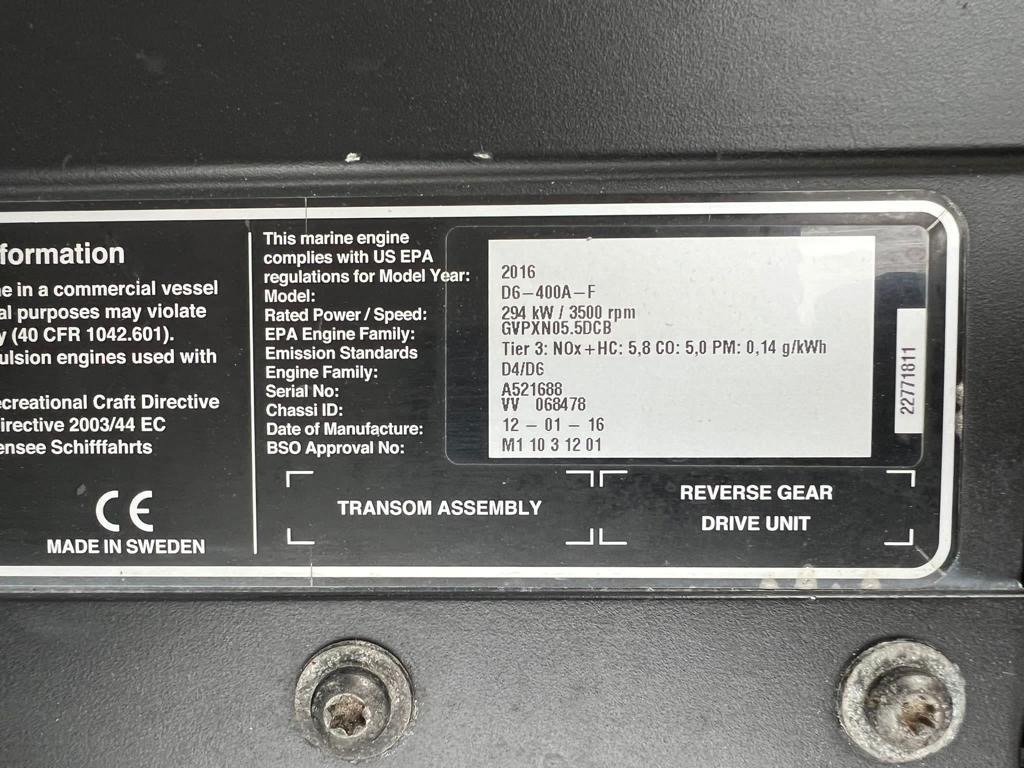 formation
ne in a commercial vessel
al purposes may violate
y (40 CFR 1042.601).
ulsion engines used with
ecreational Craft Directive
irective 2003/44 EC
ensee Schifffahrts
CE
MADE IN SWEDEN
This marine engine
complies with US EPA
regulations for Model Year: 2016
Model: D6-400A-F
Rated Power / Speed: 294 kW / 3500 rpm
EPA Engine Family: GVPXN05.5DCB
Emission Standards Tier 3: NOx+HC: 5,8 CO: 5,0 PM: 0,14 g/kWh
Engine Family: D4/D6
Serial No: A521688
Chassi ID: VV 068478
Date of Manufacture: 12 - 01 - 16
BSO Approval No: M1 10 3 12 01
22771811
TRANSOM ASSEMBLY
REVERSE GEAR
DRIVE UNIT